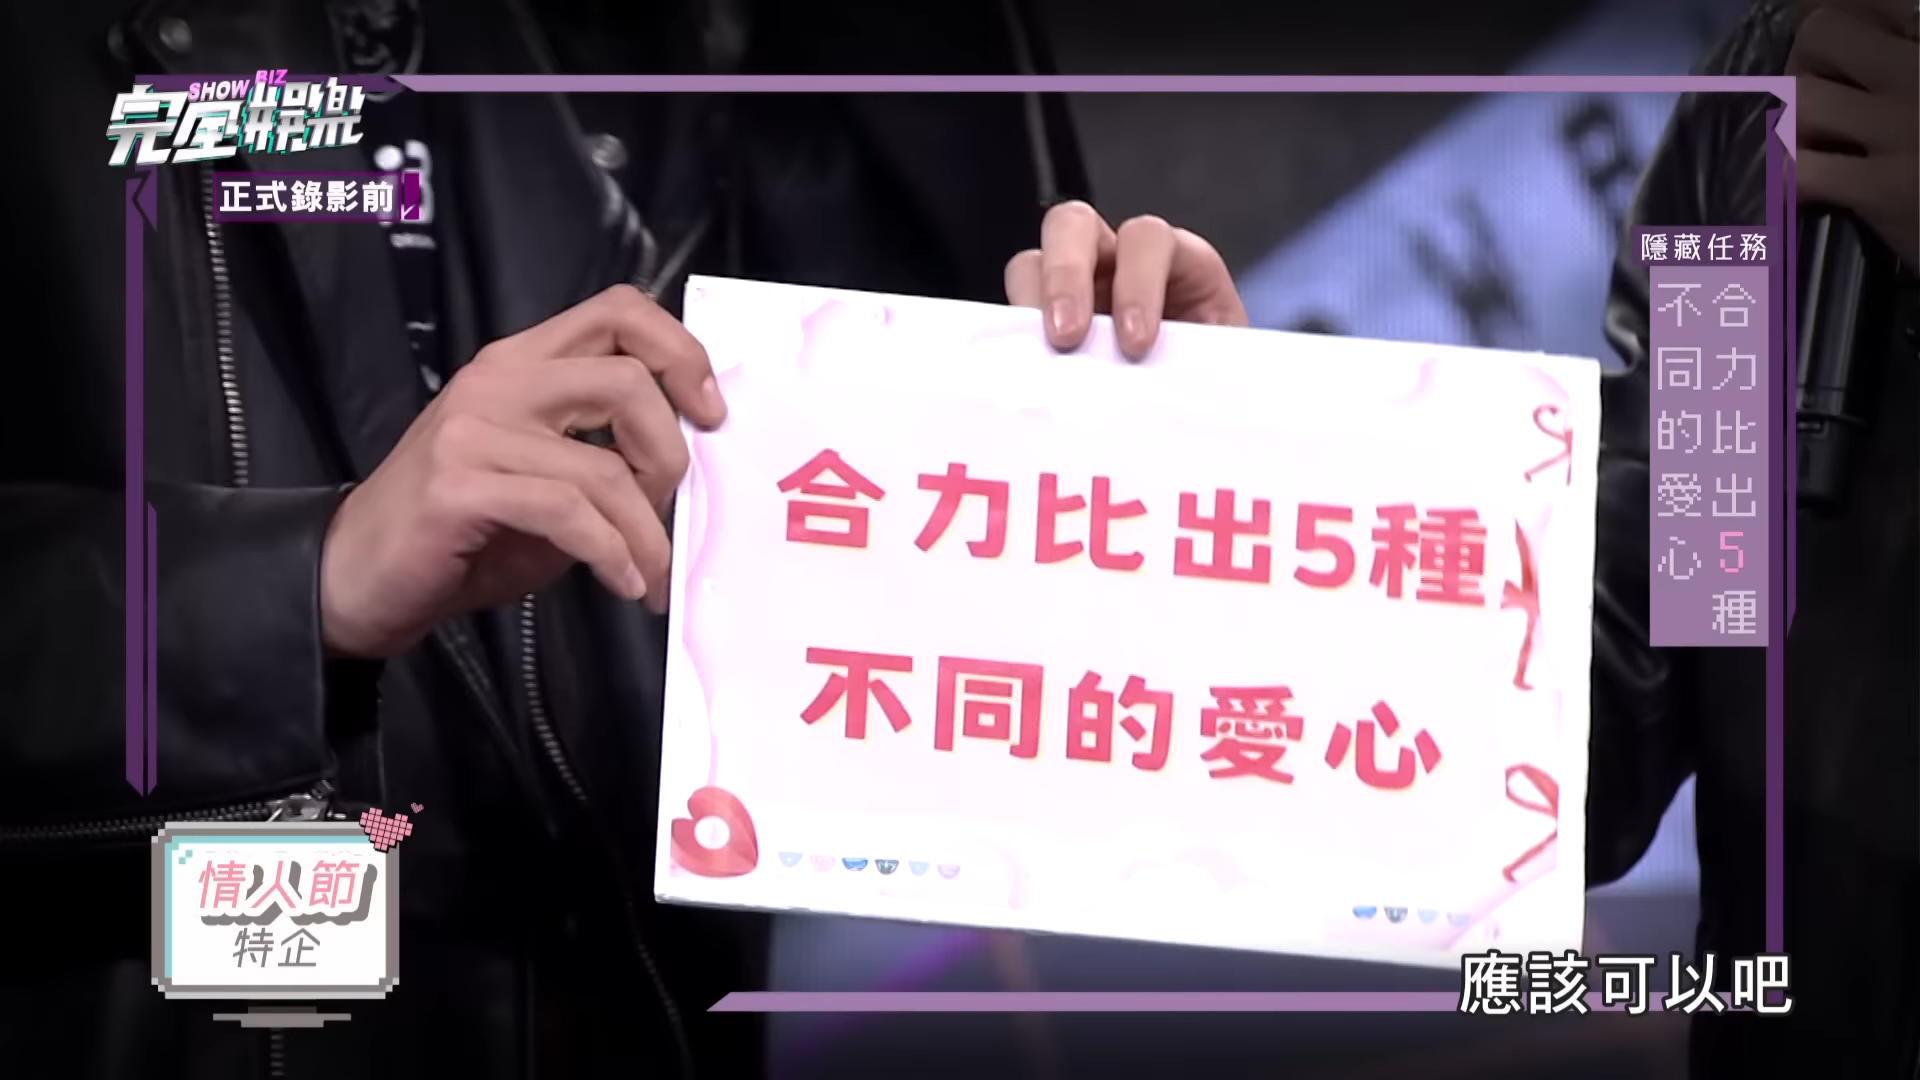 SHOW BIZ
完全娛樂
正式錄影前
隱藏任務
合力比出5種
不同的愛心
合力比出5種
不同的愛心
情人節
特企
應該可以吧